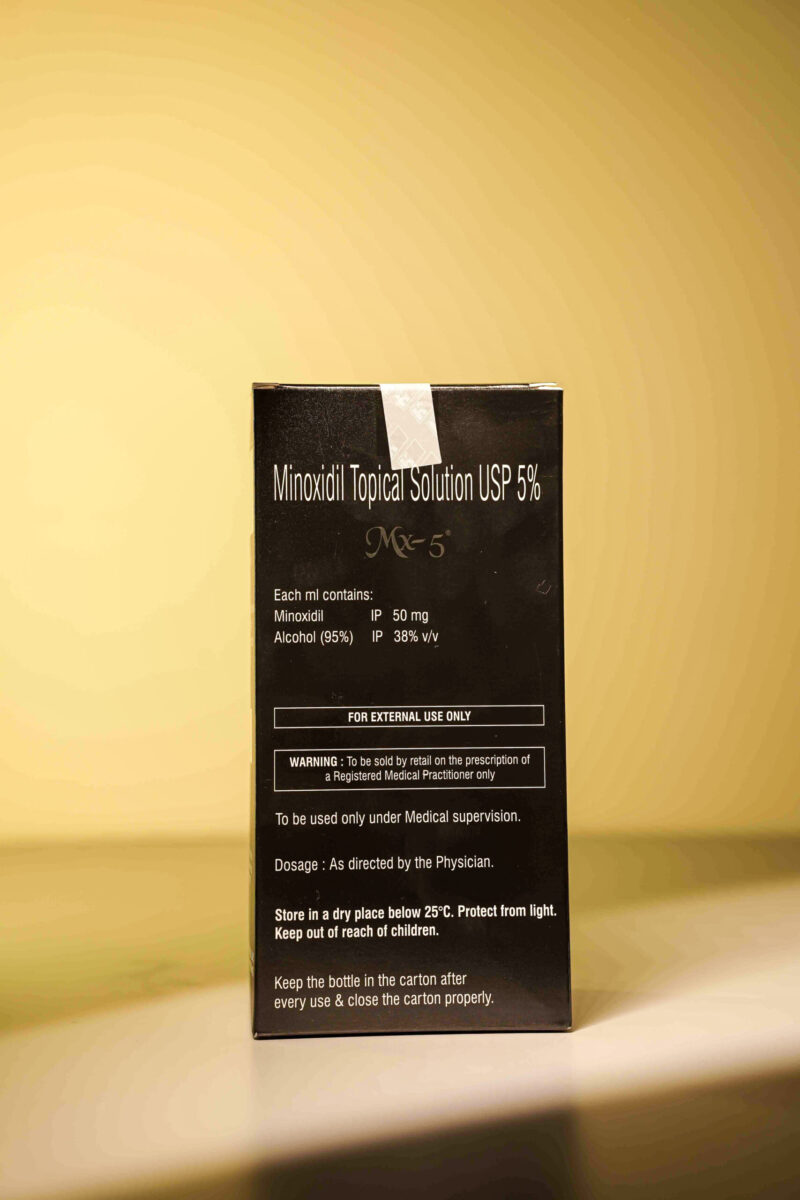 Minoxidil Topical Solution USP 5%
Mx-5®
Each ml contains:
Minoxidil IP 50 mg
Alcohol (95%) IP 38% v/v
FOR EXTERNAL USE ONLY
WARNING : To be sold by retail on the prescription of
a Registered Medical Practitioner only
To be used only under Medical supervision.
Dosage : As directed by the Physician.
Store in a dry place below 25°C. Protect from light.
Keep out of reach of children.
Keep the bottle in the carton after
every use & close the carton properly.